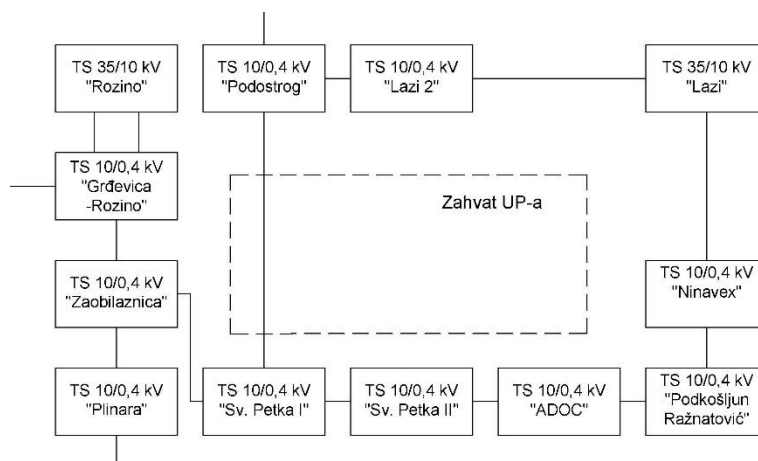 TS 35/10 kV
"Rozino"
TS 10/0,4 kV
"Podostrog"
TS 10/0,4 kV
"Lazi 2"
TS 35/10 kV
"Lazi"
TS 10/0,4 kV
"Grđevica
-Rozino"
Zahvat UP-a
TS 10/0,4 kV
"Zaobilaznica"
TS 10/0,4 kV
"Ninavex"
TS 10/0,4 kV
"Plinara"
TS 10/0,4 kV
"Sv. Petka I"
TS 10/0,4 kV
"Sv. Petka II"
TS 10/0,4 kV
"ADOC"
TS 10/0,4 kV
"Podkošljun
Ražnatović"